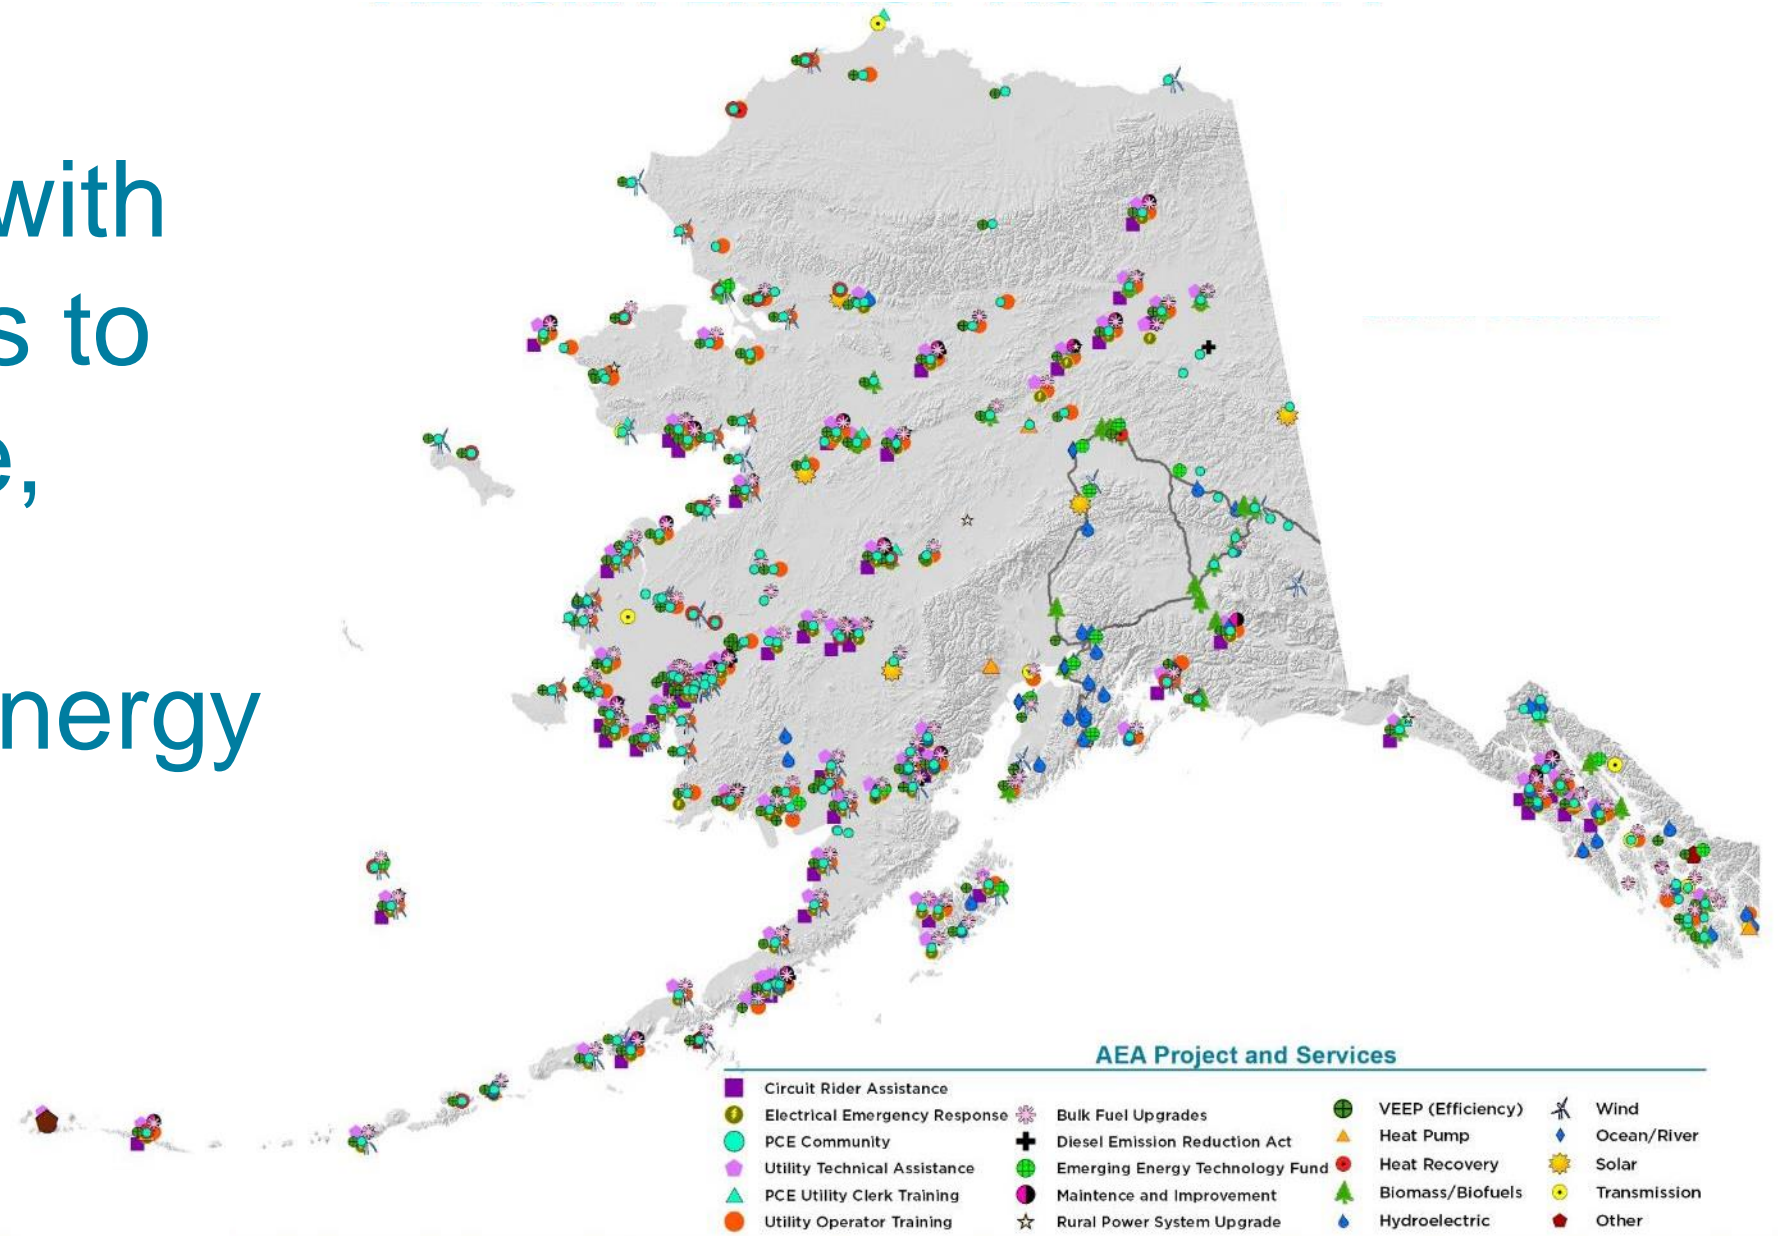 with
s to
e,
nergy
AEA Project and Services
Circuit Rider Assistance
Electrical Emergency Response
PCE Community
Utility Technical Assistance
PCE Utility Clerk Training
Utility Operator Training
Bulk Fuel Upgrades
Diesel Emission Reduction Act
Emerging Energy Technology Fund
Maintence and Improvement
Rural Power System Upgrade
VEEP (Efficiency)
Heat Pump
Heat Recovery
Biomass/Biofuels
Hydroelectric
Wind
Ocean/River
Solar
Transmission
Other